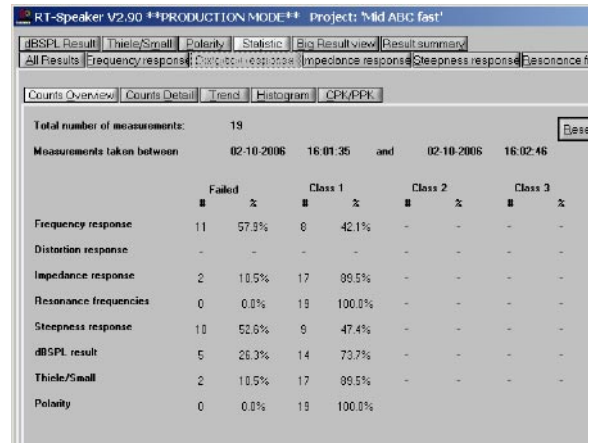 RT-Speaker V2.90 **PRODUCTION MODE** Project: 'Mid ABC fast'
dBSPL Result Thiele/Small Polarity Statistic Big Result view Result summary
All Results Frequency response Distortion response Impedance response Steepness response Resonance f
Counts Overview Counts Detail Trend Histogram CPK/PPK
Total number of measurements: 19 Rese
Measurements taken between 02-10-2006 16:01:35 and 02-10-2006 16:02:46
Failed Class 1 Class 2 Class 3
# % # % # % # %
Frequency response 11 57.9% 8 42.1% - - - -
Distortion response - - - - - - - -
Impedance response 2 10.5% 17 89.5% - - - -
Resonance frequencies 0 0.0% 19 100.0% - - - -
Steepness response 10 52.6% 9 47.4% - - - -
dBSPL result 5 26.3% 14 73.7% - - - -
Thiele/Small 2 10.5% 17 89.5% - - - -
Polarity 0 0.0% 19 100.0%